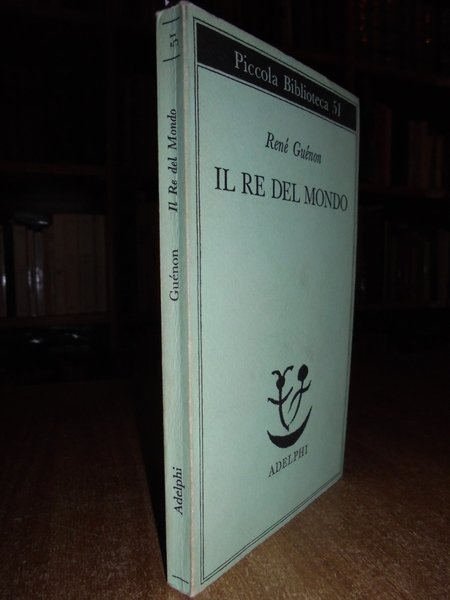 Piccola Biblioteca 51
René Guénon
IL RE DEL MONDO
ADELPHI
51
Il Re del Mondo
Guénon
Adelphi